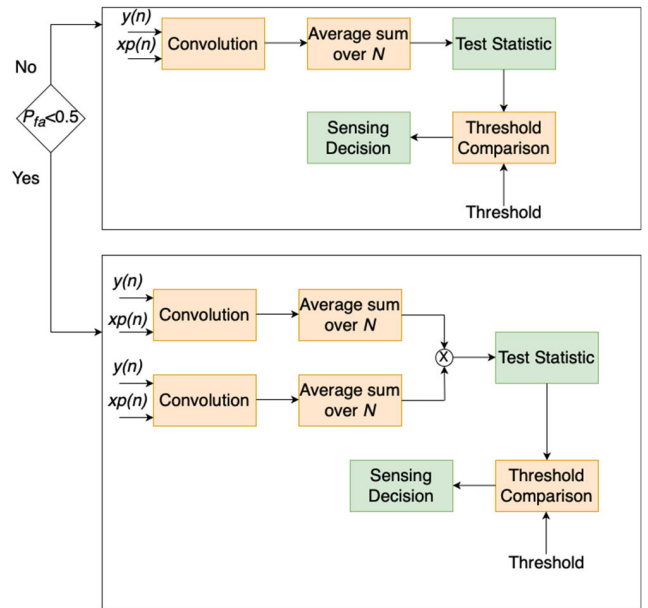 y(n)
xp(n)
Convolution
Average sum
over N
Test Statistic
No
P_fa<0.5
Sensing
Decision
Threshold
Comparison
Yes
Threshold
y(n)
xp(n)
Convolution
Average sum
over N
X
Test Statistic
y(n)
xp(n)
Convolution
Average sum
over N
Sensing
Decision
Threshold
Comparison
Threshold